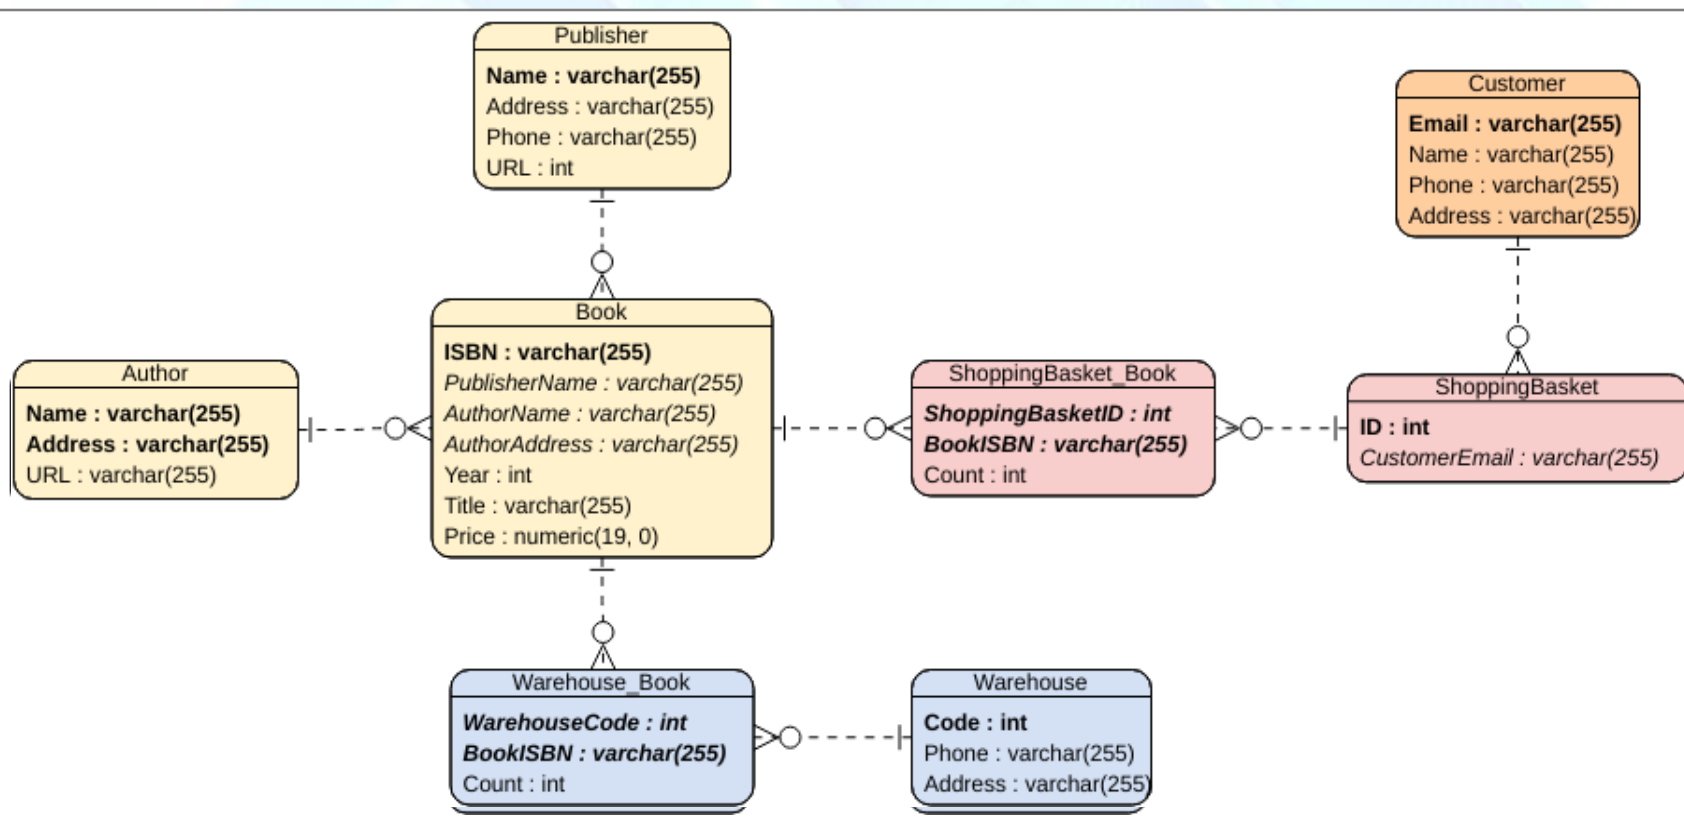 Publisher
Name : varchar(255)
Address : varchar(255)
Phone : varchar(255)
URL : int
Customer
Email : varchar(255)
Name : varchar(255)
Phone : varchar(255)
Address : varchar(255)
Book
ISBN : varchar(255)
PublisherName : varchar(255)
AuthorName : varchar(255)
AuthorAddress : varchar(255)
Year : int
Title : varchar(255)
Price : numeric(19, 0)
Author
Name : varchar(255)
Address : varchar(255)
URL : varchar(255)
ShoppingBasket_Book
ShoppingBasketID : int
BookISBN : varchar(255)
Count : int
ShoppingBasket
ID : int
CustomerEmail : varchar(255)
Warehouse_Book
WarehouseCode : int
BookISBN : varchar(255)
Count : int
Warehouse
Code : int
Phone : varchar(255)
Address : varchar(255)